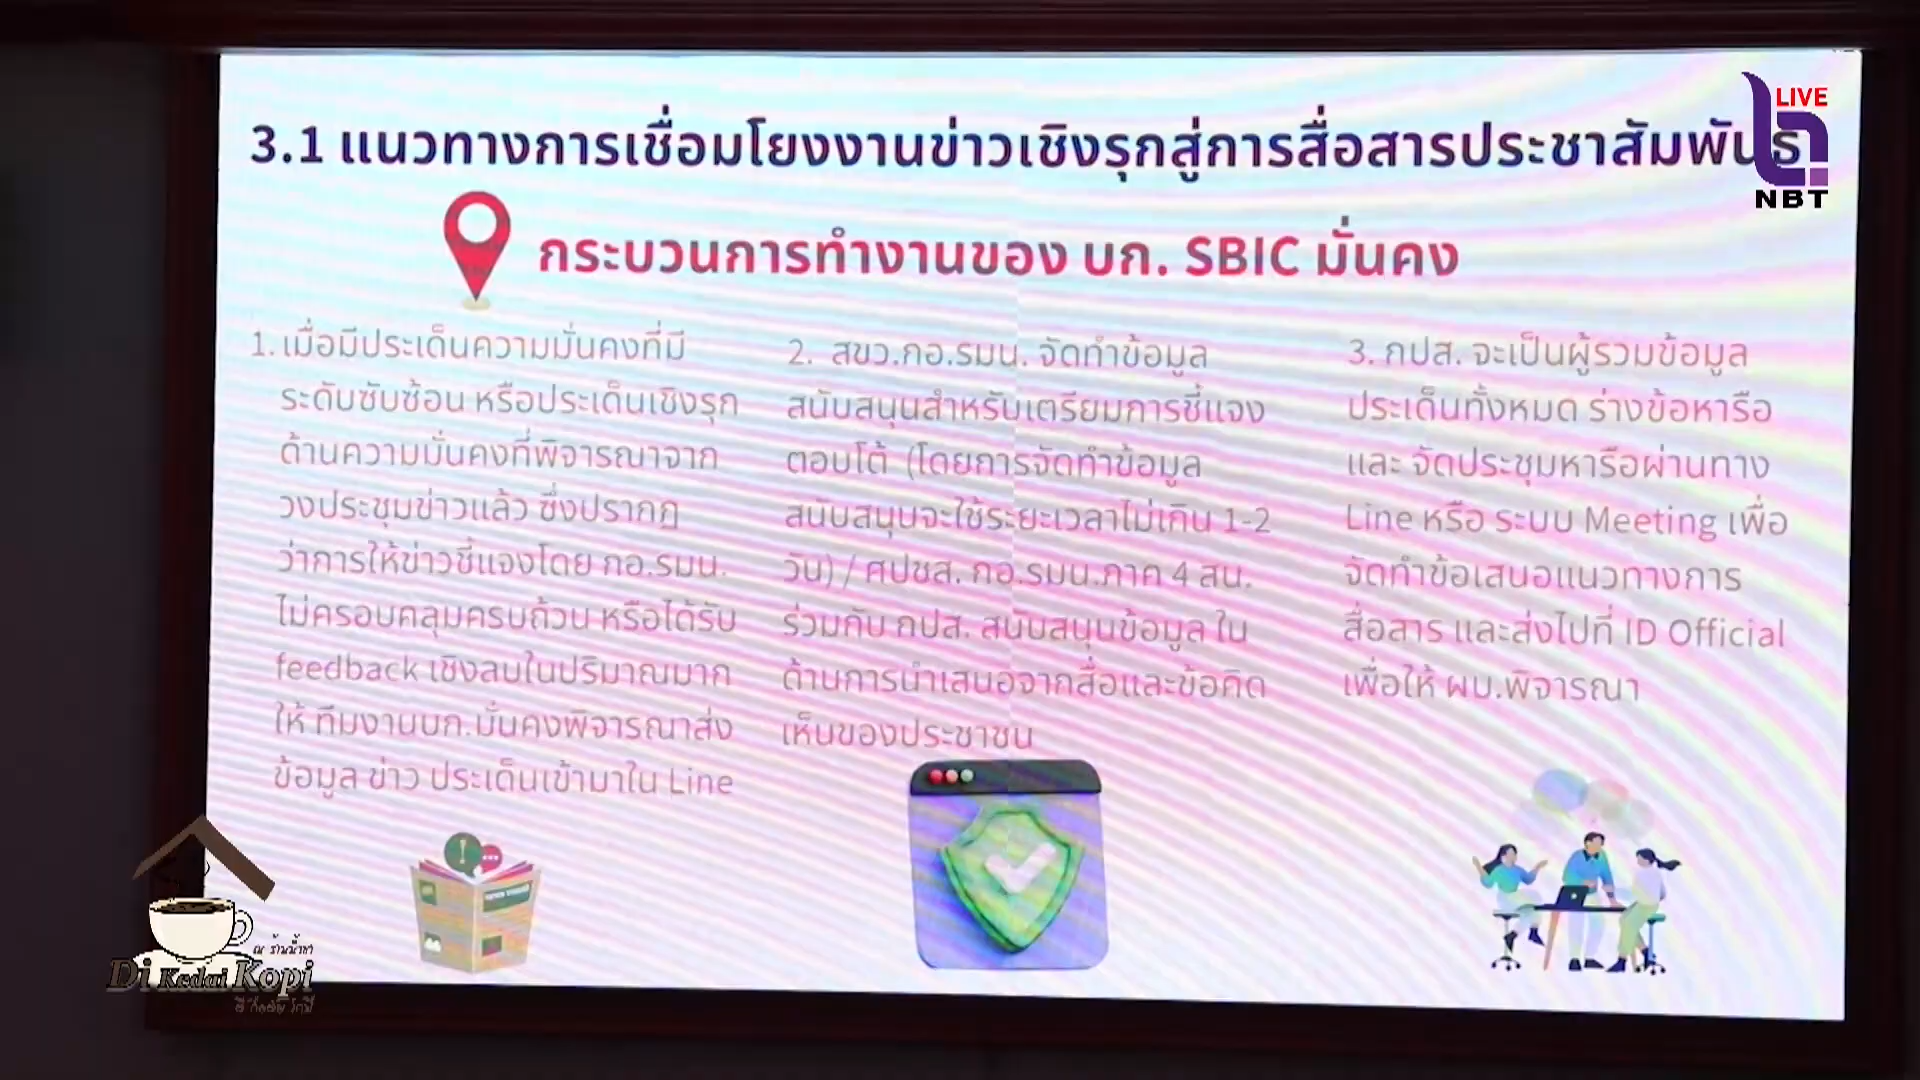 LIVE
NBT
3.1 แนวทางการเชื่อมโยงงานข่าวเชิงรุกสู่การสื่อสารประชาสัมพันธ์
กระบวนการทำงานของ บก. SBIC มั่นคง
1. เมื่อมีประเด็นความมั่นคงที่มี
ระดับซับซ้อน หรือประเด็นเชิงรุก
ด้านความมั่นคงที่พิจารณาจาก
วงประชุมข่าวแล้ว ซึ่งปรากฏ
ว่าการให้ข่าวชี้แจงโดย กอ.รมน.
ไม่ครอบคลุมครบถ้วน หรือได้รับ
feedback เชิงลบในปริมาณมาก
ให้ ทีมงานบก.มั่นคงพิจารณาส่ง
ข้อมูล ข่าว ประเด็นเข้ามาใน Line
2. สขว.กอ.รมน. จัดทำข้อมูล
สนับสนุนสำหรับเตรียมการชี้แจง
ตอบโต้ (โดยการจัดทำข้อมูล
สนับสนุนจะใช้ระยะเวลาไม่เกิน 1-2
วัน) / ศปชส. กอ.รมน.ภาค 4 สน.
ร่วมกับ กปส. สนับสนุนข้อมูล ใน
ด้านการนำเสนอจากสื่อและข้อคิด
เห็นของประชาชน
3. กปส. จะเป็นผู้รวมข้อมูล
ประเด็นทั้งหมด ร่างข้อหารือ
และ จัดประชุมหารือผ่านทาง
Line หรือ ระบบ Meeting เพื่อ
จัดทำข้อเสนอแนวทางการ
สื่อสาร และส่งไปที่ ID Official
เพื่อให้ ผบ.พิจารณา
ณ ร้านน้ำชา
Di Kedai Kopi
ดี กือดัย โกปี